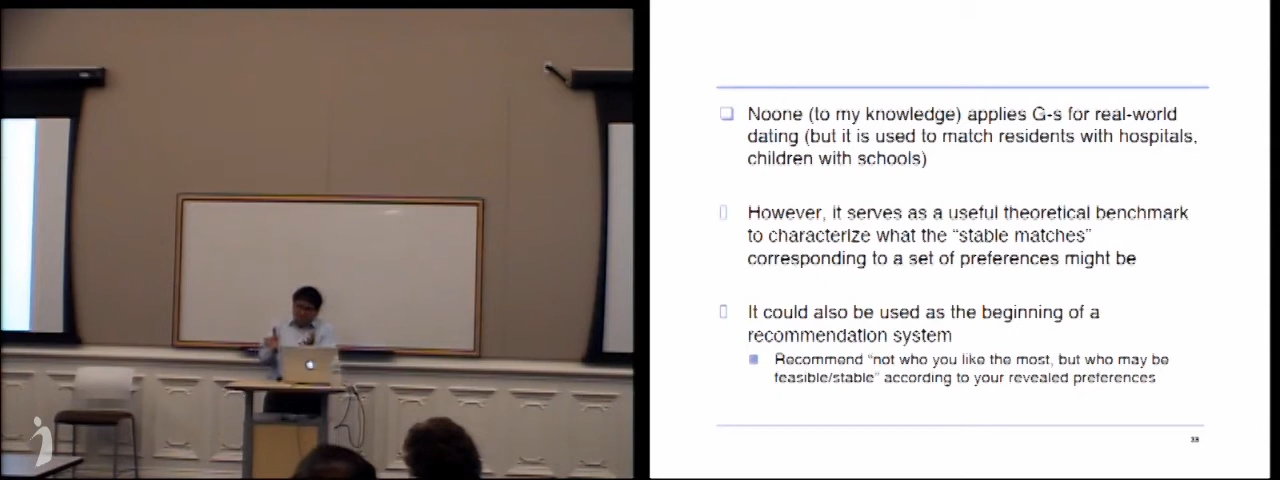 Noone (to my knowledge) applies G-s for real-world
dating (but it is used to match residents with hospitals,
children with schools)
However, it serves as a useful theoretical benchmark
to characterize what the “stable matches”
corresponding to a set of preferences might be
It could also be used as the beginning of a
recommendation system
Recommend “not who you like the most, but who may be
feasible/stable” according to your revealed preferences
33